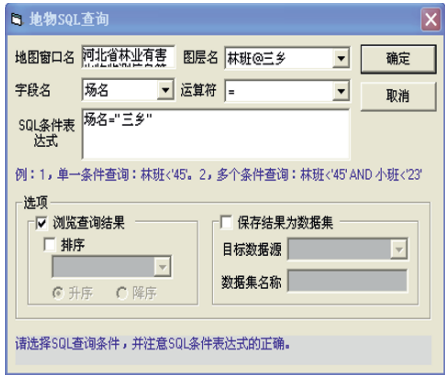 地物SQL查询
地图窗口名 河北省林业有害 图层名 林班@三乡 确定
字段名 场名 运算符 = 取消
SQL条件表达式 场名="三乡"
例：1，单一条件查询：林班<'45'。2，多个条件查询：林班<'45' AND 小班<'23'
选项
浏览查询结果 保存结果为数据集
排序 目标数据源
升序 降序 数据集名称
请选择SQL查询条件，并注意SQL条件表达式的正确。